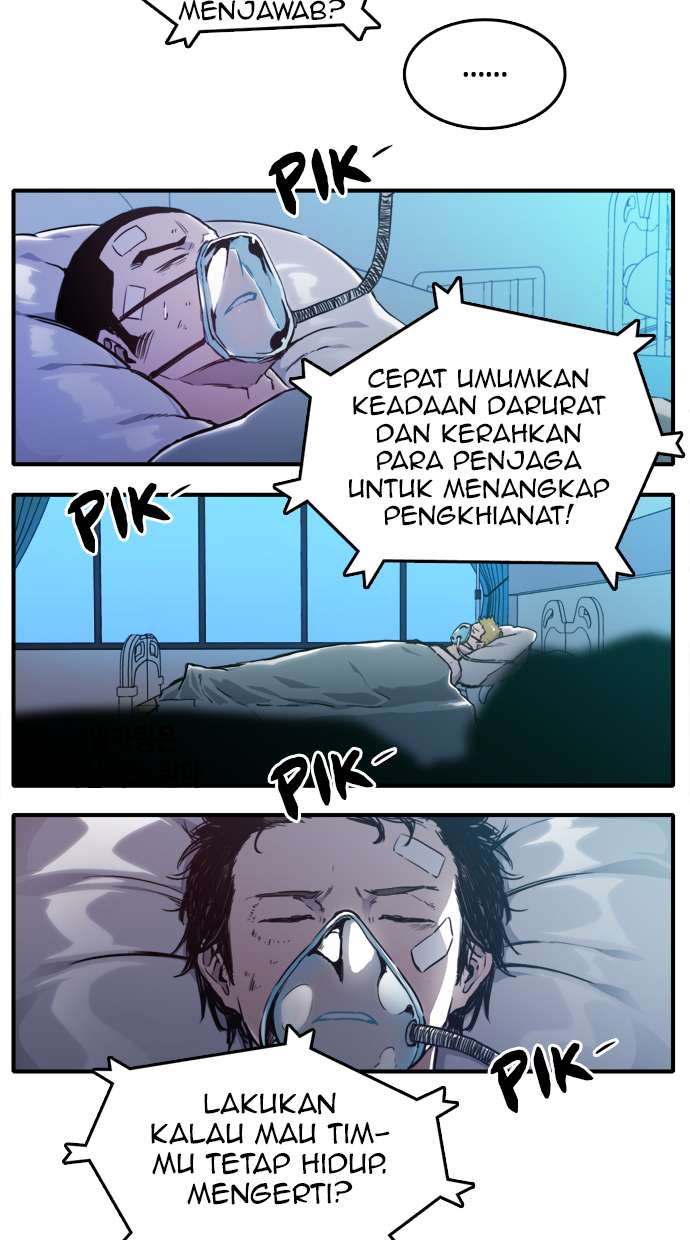 MENJAWAB?
......
PIK
CEPAT UMUMKAN
KEADAAN DARURAT
DAN KERAHKAN
PARA PENJAGA
UNTUK MENANGKAP
PENGKHIANAT!
PIK
PIK
PIK
LAKUKAN
KALAU MAU TIM-
MU TETAP HIDUP.
MENGERTI?